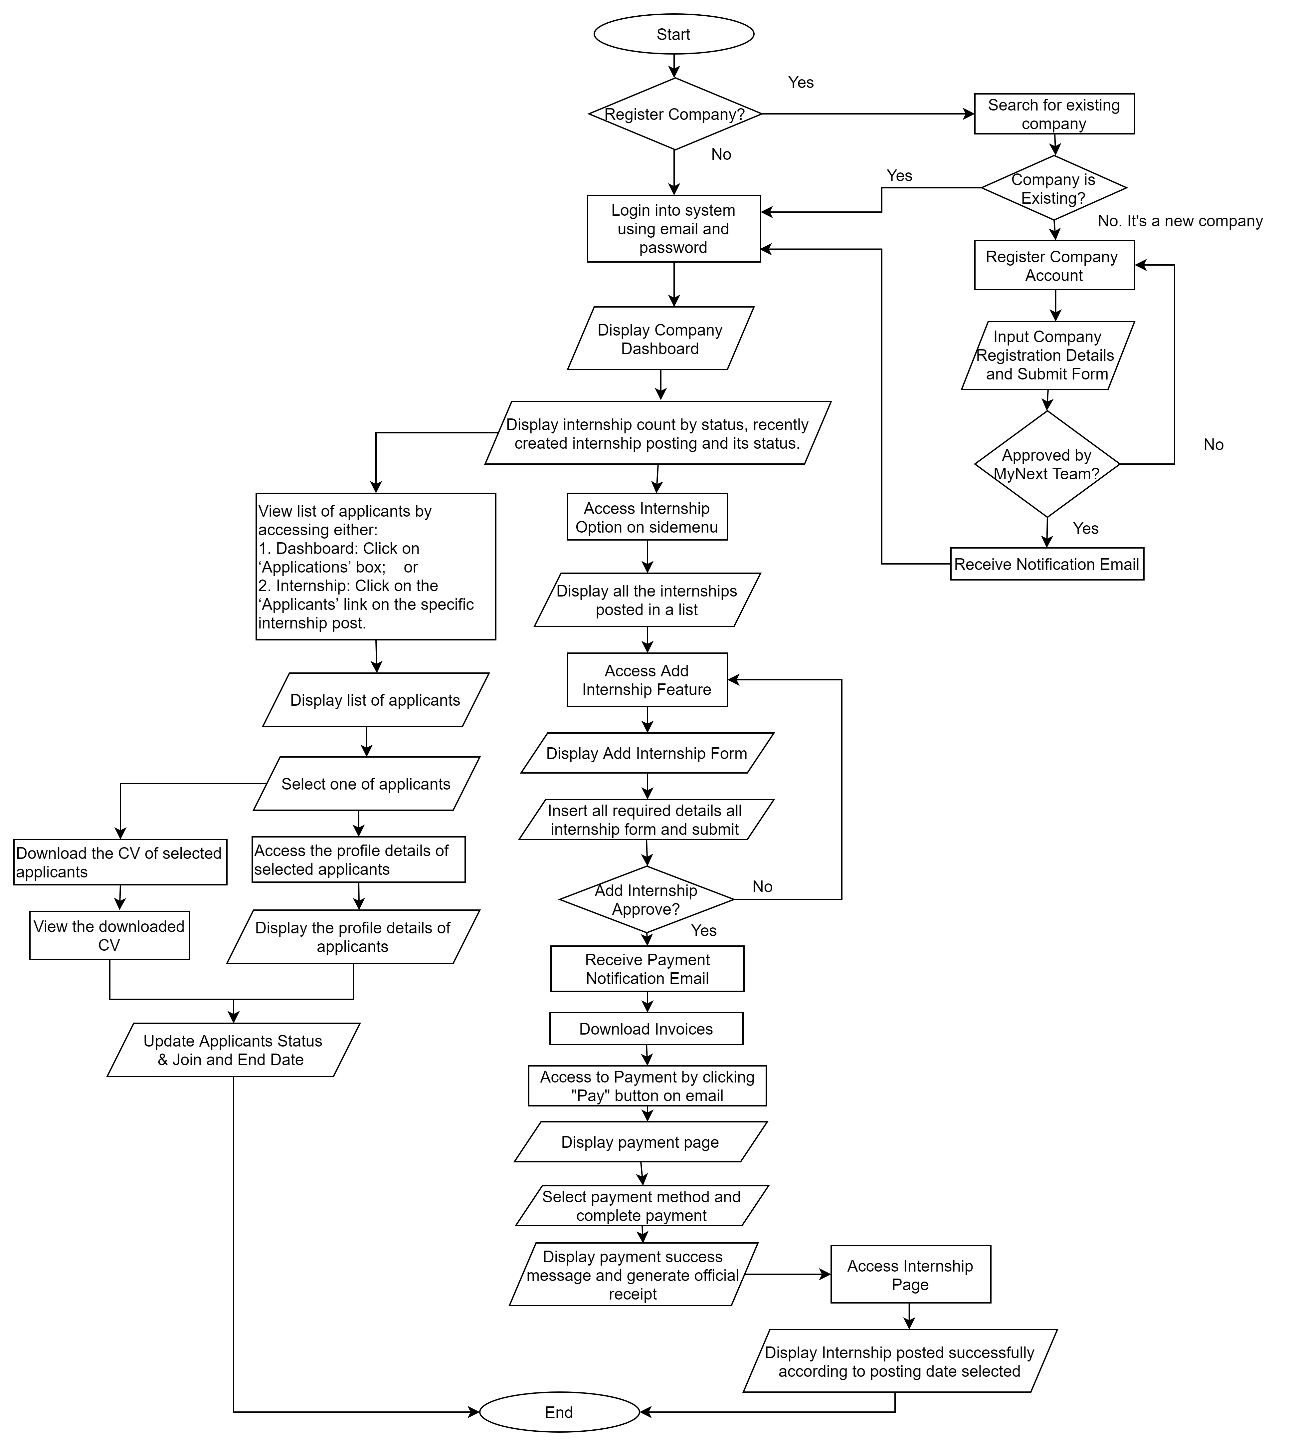 Start
Register Company?
Yes
No
Search for existing
company
Company is
Existing?
Yes
No. It's a new company
Login into system
using email and
password
Register Company
Account
Input Company
Registration Details
and Submit Form
Approved by
MyNext Team?
No
Yes
Receive Notification Email
Display Company
Dashboard
Display internship count by status, recently
created internship posting and its status.
View list of applicants by
accessing either:
1. Dashboard: Click on
‘Applications’ box;    or
2. Internship: Click on the
‘Applicants’ link on the specific
internship post.
Display list of applicants
Select one of applicants
Download the CV of selected
applicants
View the downloaded
CV
Access the profile details of
selected applicants
Display the profile details of
applicants
Update Applicants Status
& Join and End Date
Access Internship
Option on sidemenu
Display all the internships
posted in a list
Access Add
Internship Feature
Display Add Internship Form
Insert all required details all
internship form and submit
Add Internship
Approve?
No
Yes
Receive Payment
Notification Email
Download Invoices
Access to Payment by clicking
"Pay" button on email
Display payment page
Select payment method and
complete payment
Display payment success
message and generate official
receipt
Access Internship
Page
Display Internship posted successfully
according to posting date selected
End